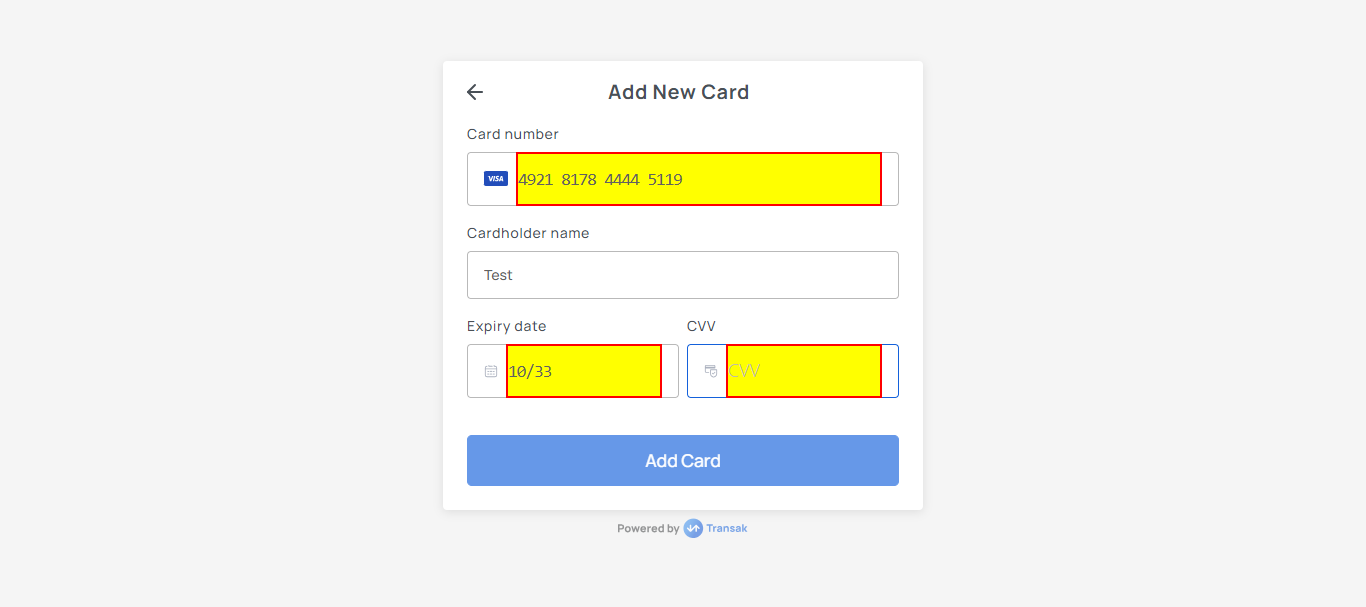 Add New Card
Card number
VISA
4921 8178 4444 5119
Cardholder name
Test
Expiry date
CVV
10/33
CVV
Add Card
Powered by Transak